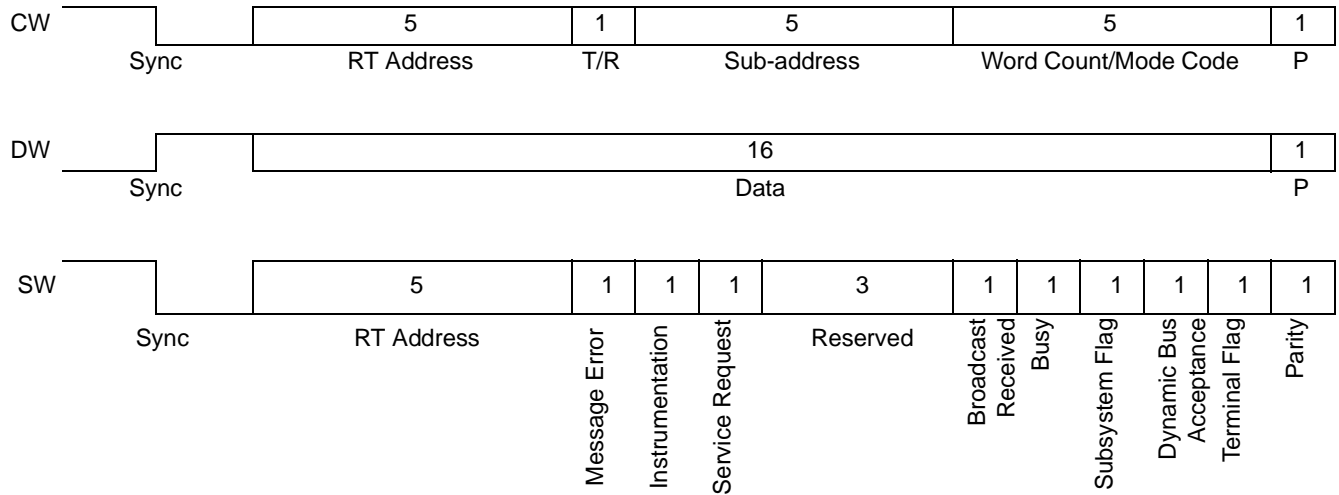 CW 5 1 5 5 1
Sync RT Address T/R Sub-address Word Count/Mode Code P
DW 16 1
Sync Data P
SW 5 1 1 1 3 1 1 1 1 1 1
Sync RT Address Message Error Instrumentation Service Request Reserved Broadcast Received Busy Subsystem Flag Dynamic Bus Acceptance Terminal Flag Parity